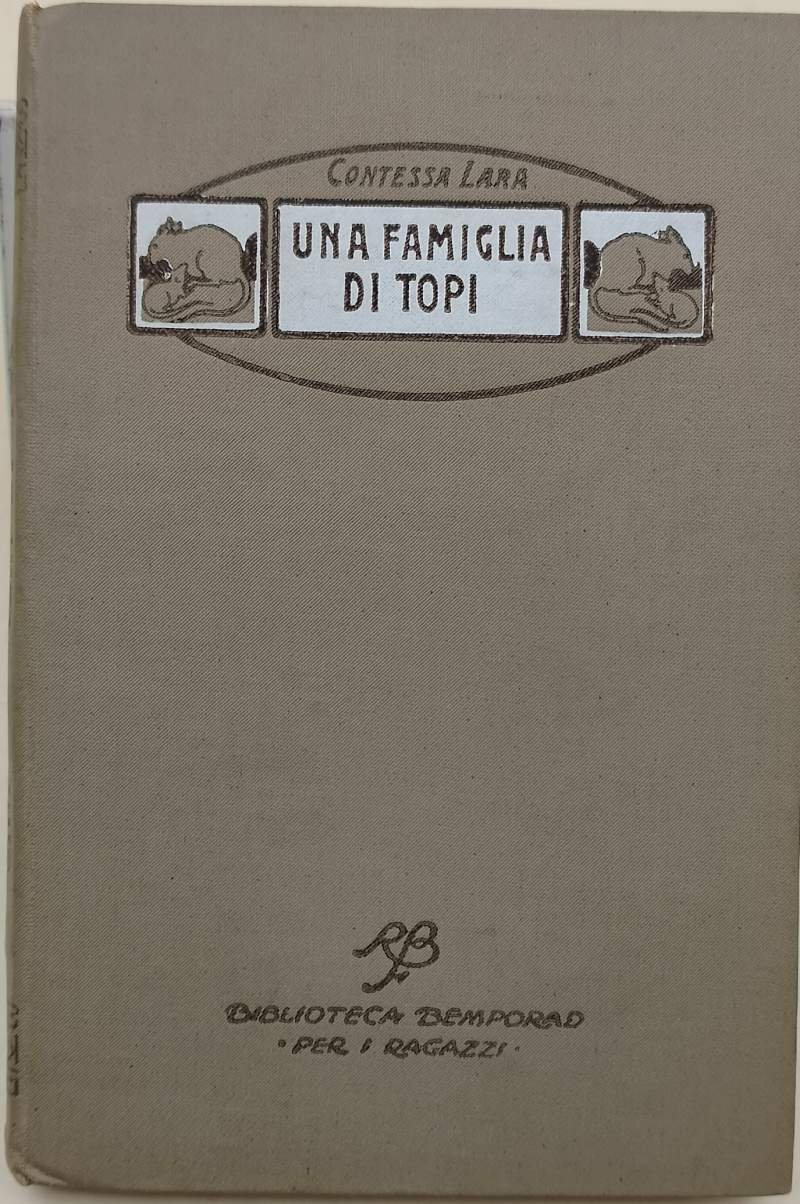 CONTESSA LARA
UNA FAMIGLIA
DI TOPI
RB
BIBLIOTECA BEMPORAD
· PER I RAGAZZI ·